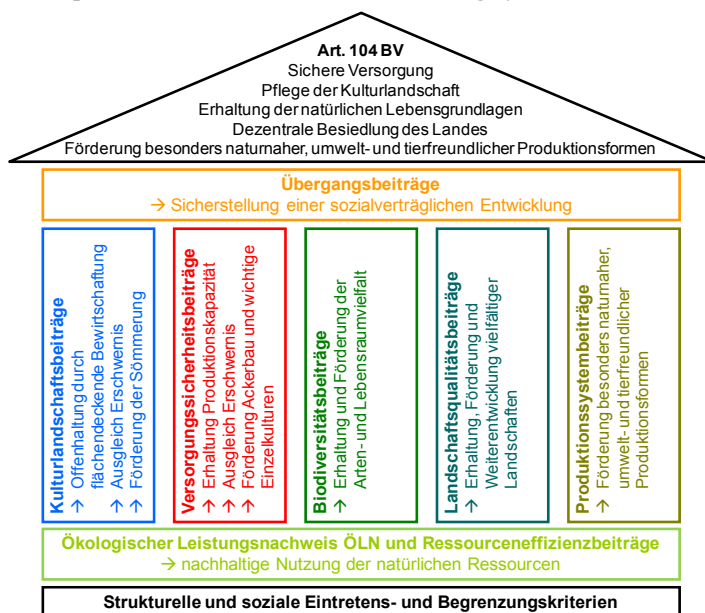 Art. 104 BV
Sichere Versorgung
Pflege der Kulturlandschaft
Erhaltung der natürlichen Lebensgrundlagen
Dezentrale Besiedlung des Landes
Förderung besonders naturnaher, umwelt- und tierfreundlicher Produktionsformen
Übergangsbeiträge
→ Sicherstellung einer sozialverträglichen Entwicklung
Kulturlandschaftsbeiträge
→ Offenhaltung durch
flächendeckende Bewirtschaftung
→ Ausgleich Erschwernis
→ Förderung der Sömmerung
Versorgungssicherheitsbeiträge
→ Erhaltung Produktionskapazität
→ Ausgleich Erschwernis
→ Förderung Ackerbau und wichtige
Einzelkulturen
Biodiversitätsbeiträge
→ Erhaltung und Förderung der
Arten- und Lebensraumvielfalt
Landschaftsqualitätsbeiträge
→ Erhaltung, Förderung und
Weiterentwicklung vielfältiger
Landschaften
Produktionssystembeiträge
→ Förderung besonders naturnaher,
umwelt- und tierfreundlicher
Produktionsformen
Ökologischer Leistungsnachweis ÖLN und Ressourceneffizienzbeiträge
→ nachhaltige Nutzung der natürlichen Ressourcen
Strukturelle und soziale Eintretens- und Begrenzungskriterien